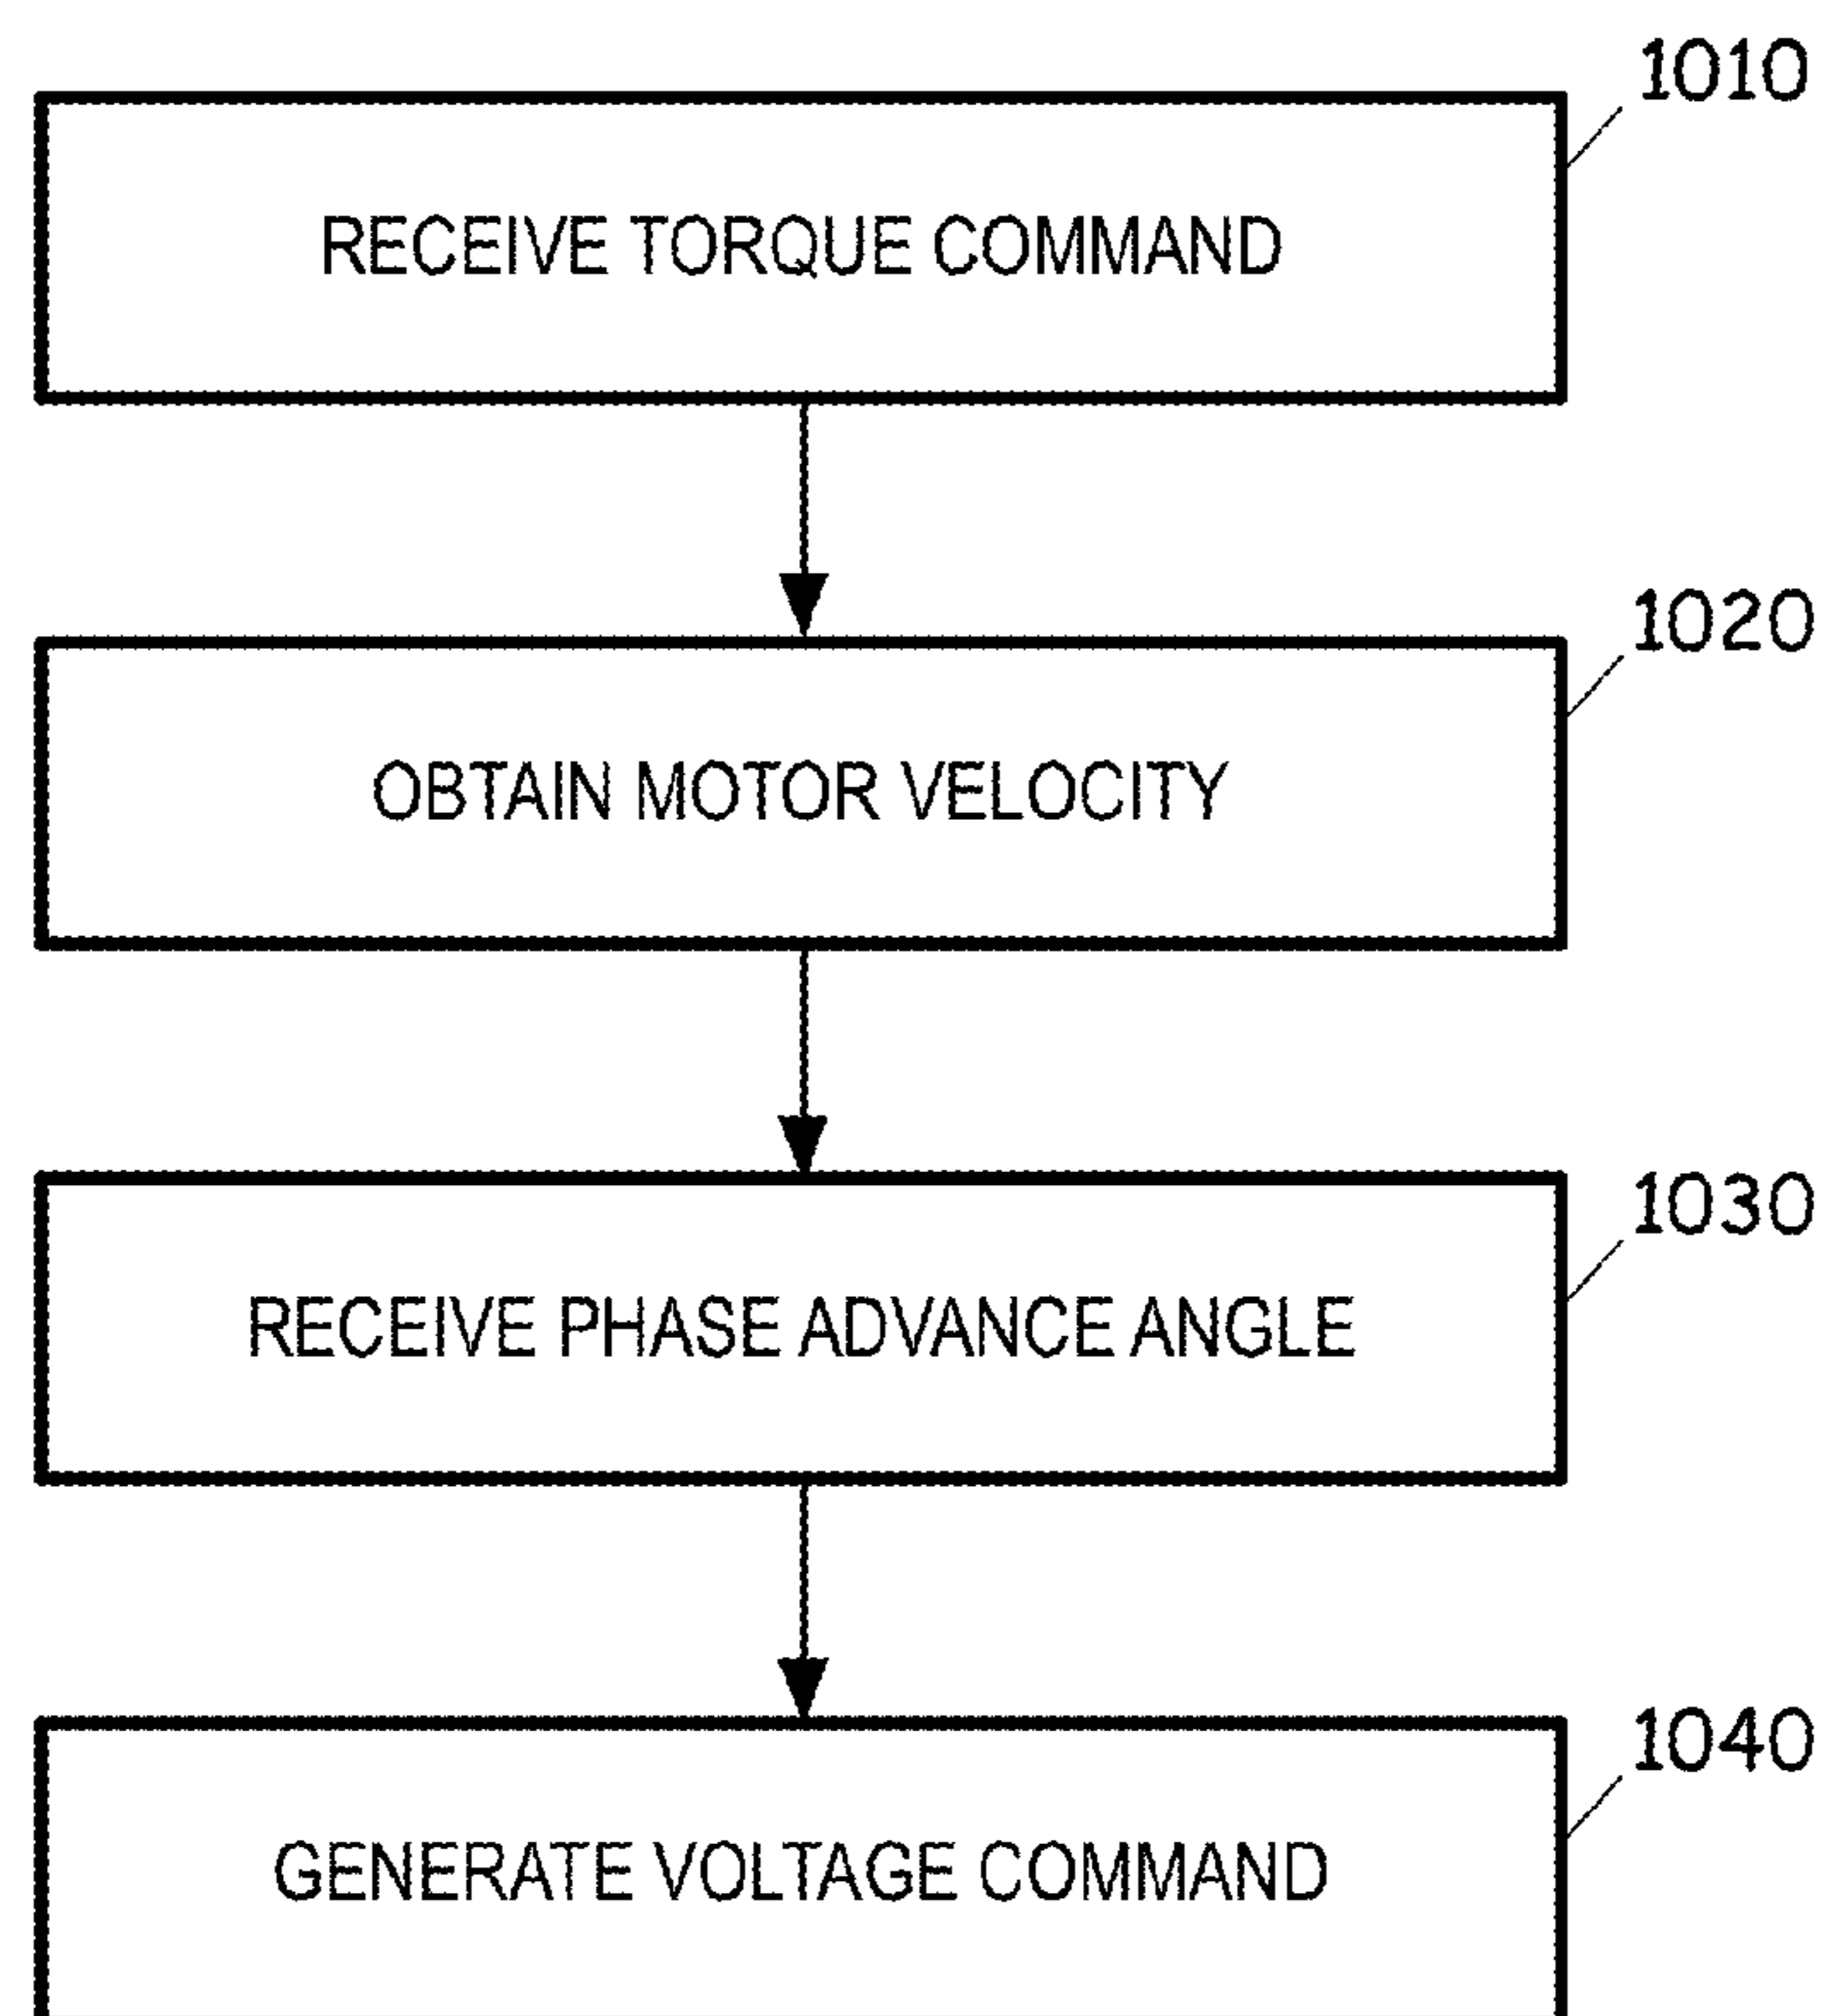 1010
RECEIVE TORQUE COMMAND
1020
OBTAIN MOTOR VELOCITY
1030
RECEIVE PHASE ADVANCE ANGLE
1040
GENERATE VOLTAGE COMMAND